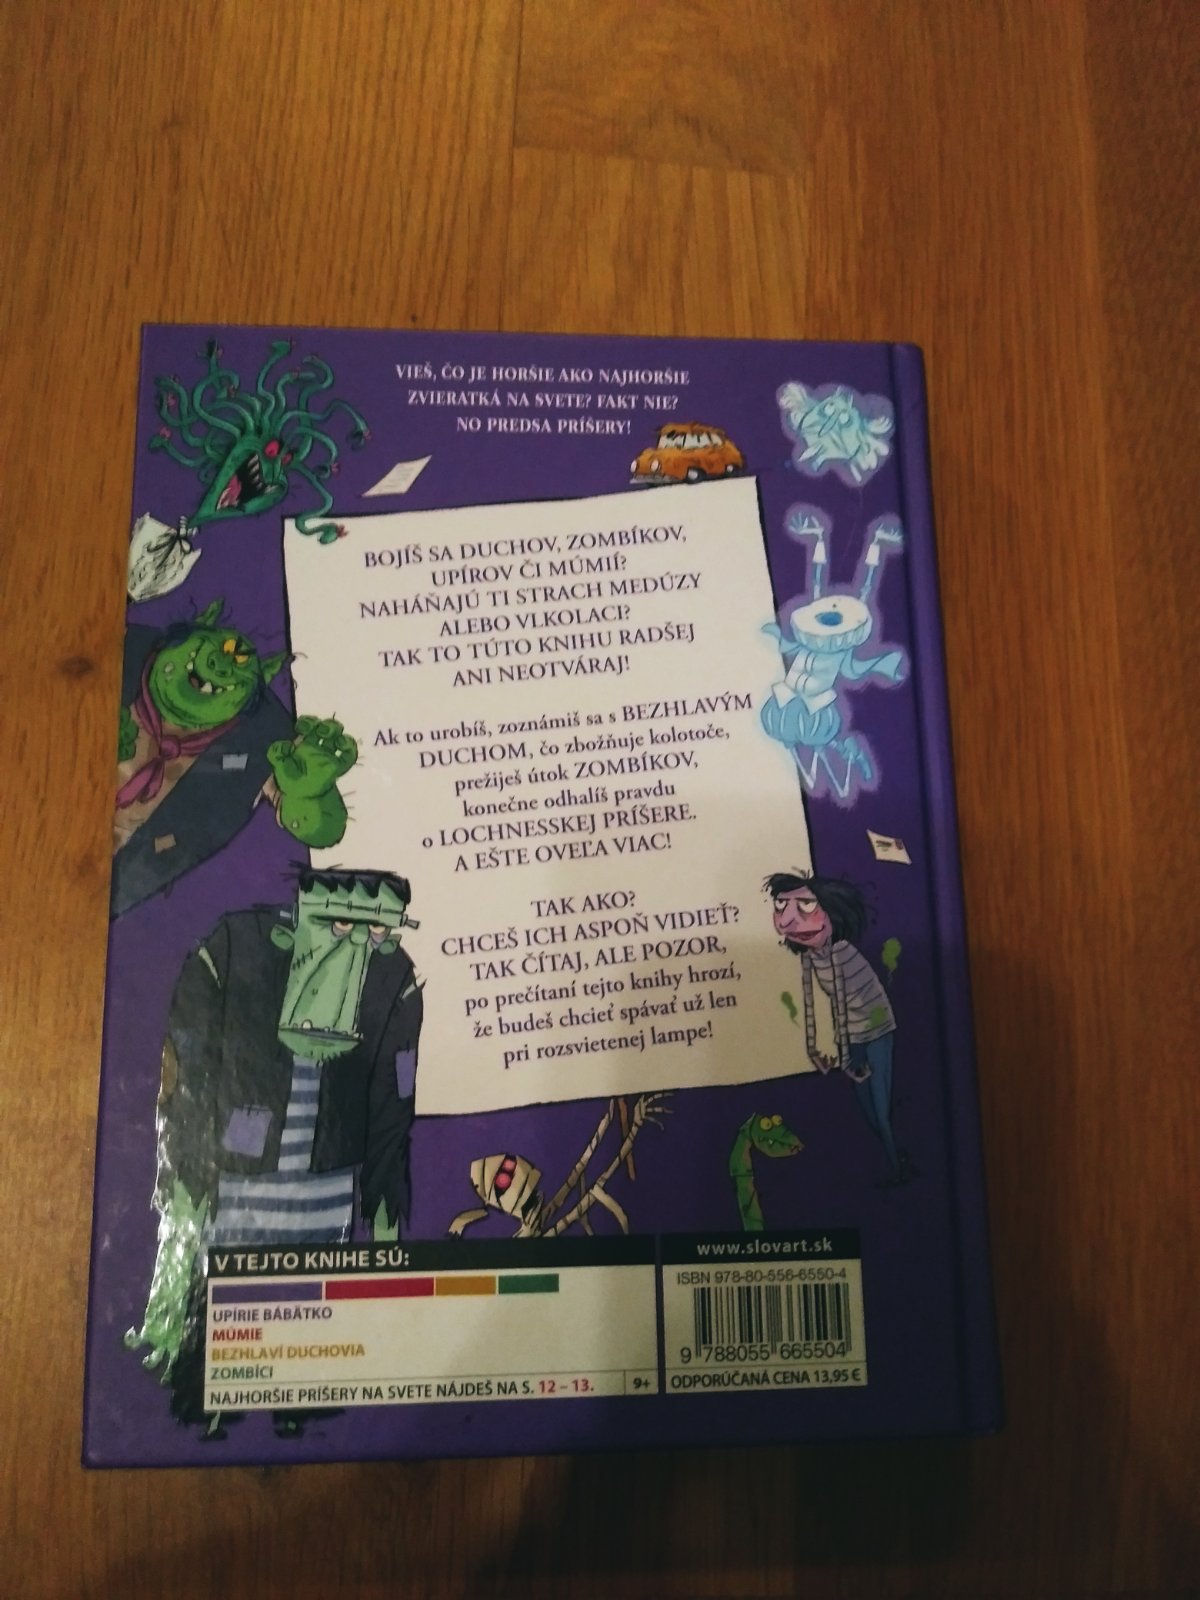 VIEŠ, ČO JE HORŠIE AKO NAJHORŠIE
ZVIERATKÁ NA SVETE? FAKT NIE?
NO PREDSA PRÍŠERY!
BOJÍŠ SA DUCHOV, ZOMBÍKOV,
UPÍROV ČI MÚMIÍ?
NAHÁŇAJÚ TI STRACH MEDÚZY
ALEBO VLKOLACI?
TAK TO TÚTO KNIHU RADŠEJ
ANI NEOTVÁRAJ!
Ak to urobíš, zoznámiš sa s BEZHLAVÝM
DUCHOM, čo zbožňuje kolotoče,
prežiješ útok ZOMBÍKOV,
konečne odhalíš pravdu
o LOCHNESSKEJ PRÍŠERE.
A EŠTE OVEĽA VIAC!
TAK AKO?
CHCEŠ ICH ASPOŇ VIDIEŤ?
TAK ČÍTAJ, ALE POZOR,
po prečítaní tejto knihy hrozí,
že budeš chcieť spávať už len
pri rozsvietenej lampe!
V TEJTO KNIHE SÚ:
UPÍRIE BÁBÄTKO
MÚMIE
BEZHLAVÍ DUCHOVIA
ZOMBÍCI
NAJHORŠIE PRÍŠERY NA SVETE NÁJDEŠ NA S. 12 – 13.
9+
www.slovart.sk
ISBN 978-80-556-6550-4
9 788055 665504
ODPORÚČANÁ CENA 13,95 €